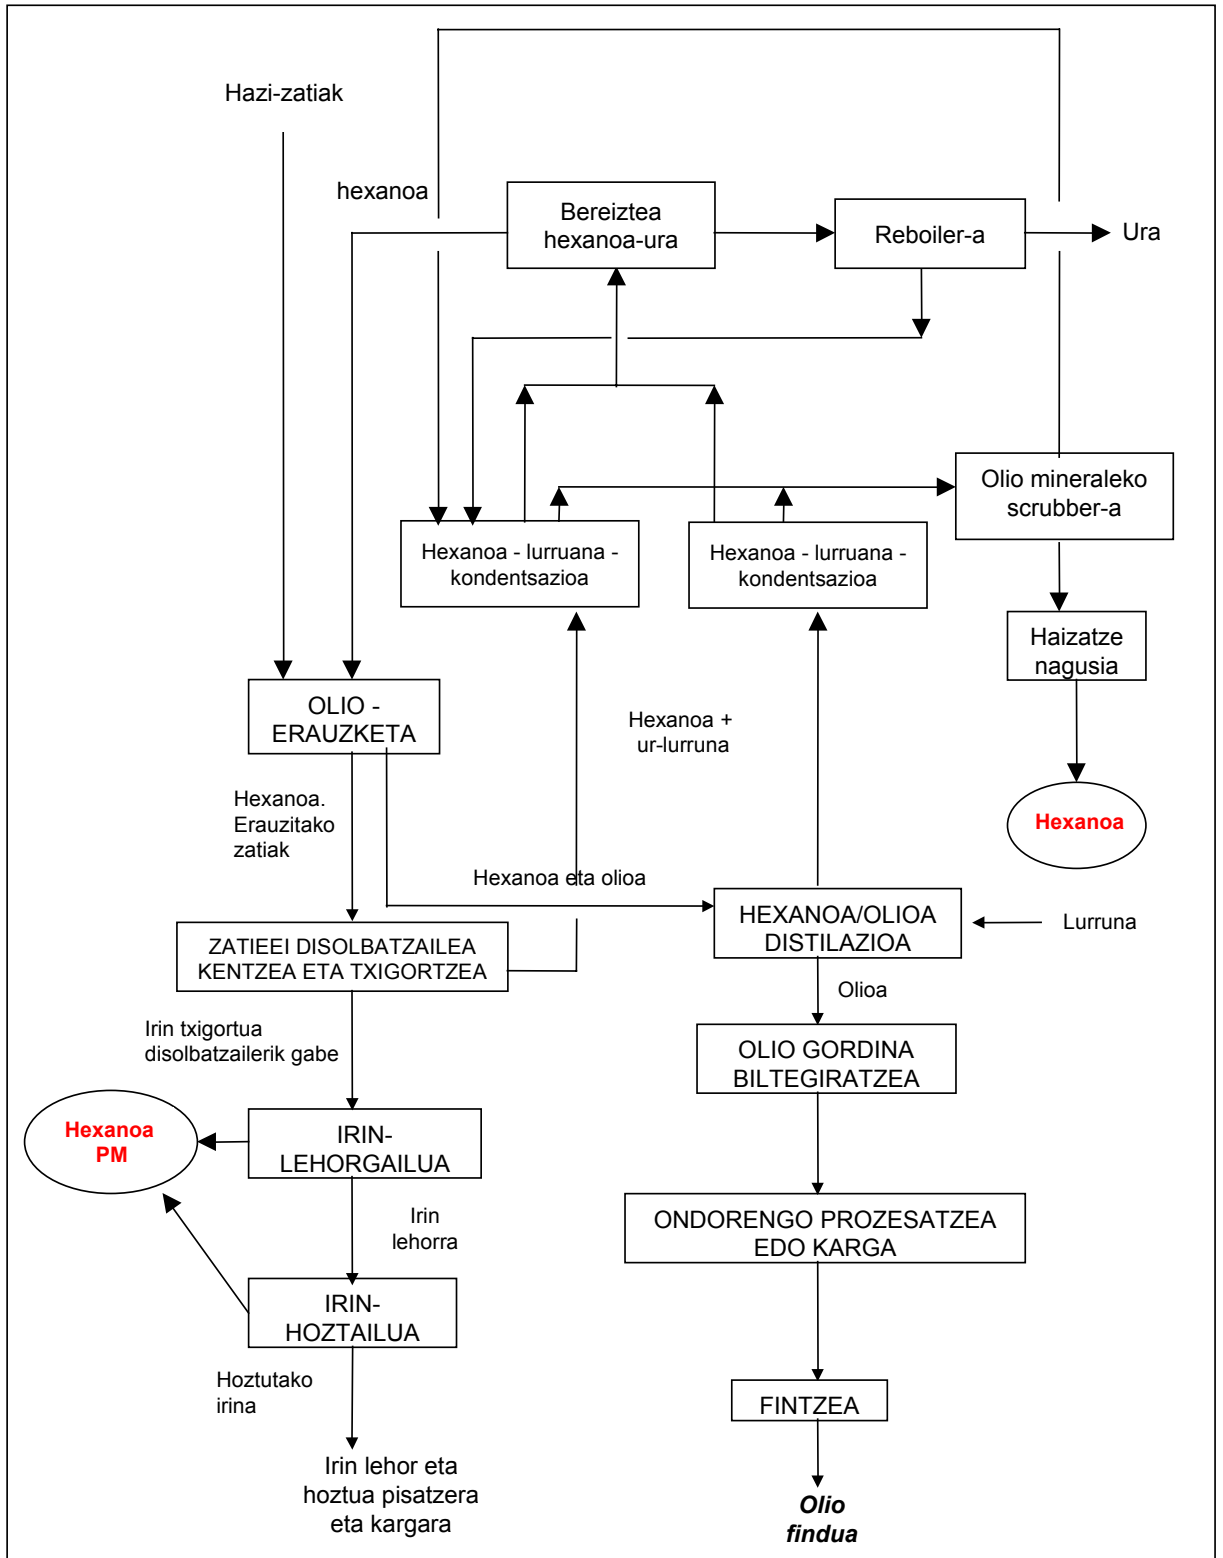 Hazi-zatiak
hexanoa
Bereiztea
hexanoa-ura
Reboiler-a
Ura
Olio mineraleko
scrubber-a
Hexanoa - lurruana -
kondentsazioa
Hexanoa - lurruana -
kondentsazioa
Haizatze
nagusia
OLIO -
ERAUZKETA
Hexanoa +
ur-lurruna
Hexanoa.
Erauzitako
zatiak
Hexanoa
Hexanoa eta olioa
HEXANOA/OLIOA
DISTILAZIOA
Lurruna
ZATIEEI DISOLBATZAILEA
KENTZEA ETA TXIGORTZEA
Olioa
Irin txigortua
disolbatzailerik gabe
OLIO GORDINA
BILTEGIRATZEA
Hexanoa
PM
IRIN-
LEHORGAILUA
Irin
lehorra
ONDORENGO PROZESATZEA
EDO KARGA
IRIN-
HOZTAILUA
Hoztutako
irina
FINTZEA
Irin lehor eta
hoztua pisatzera
eta kargara
Olio
findua